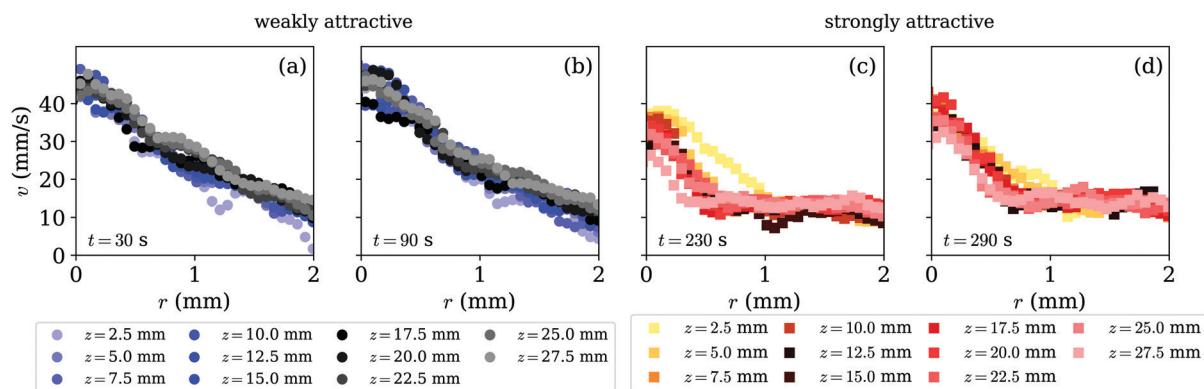 weakly attractive
strongly attractive
(a)
(b)
(c)
(d)
v (mm/s)
40
30
20
10
0
t = 30 s
t = 90 s
t = 230 s
t = 290 s
0 1 2
0 1 2
0 1 2
0 1 2
r (mm)
r (mm)
r (mm)
r (mm)
z = 2.5 mm z = 10.0 mm z = 17.5 mm z = 25.0 mm
z = 5.0 mm z = 12.5 mm z = 20.0 mm z = 27.5 mm
z = 7.5 mm z = 15.0 mm z = 22.5 mm
z = 2.5 mm z = 10.0 mm z = 17.5 mm z = 25.0 mm
z = 5.0 mm z = 12.5 mm z = 20.0 mm z = 27.5 mm
z = 7.5 mm z = 15.0 mm z = 22.5 mm